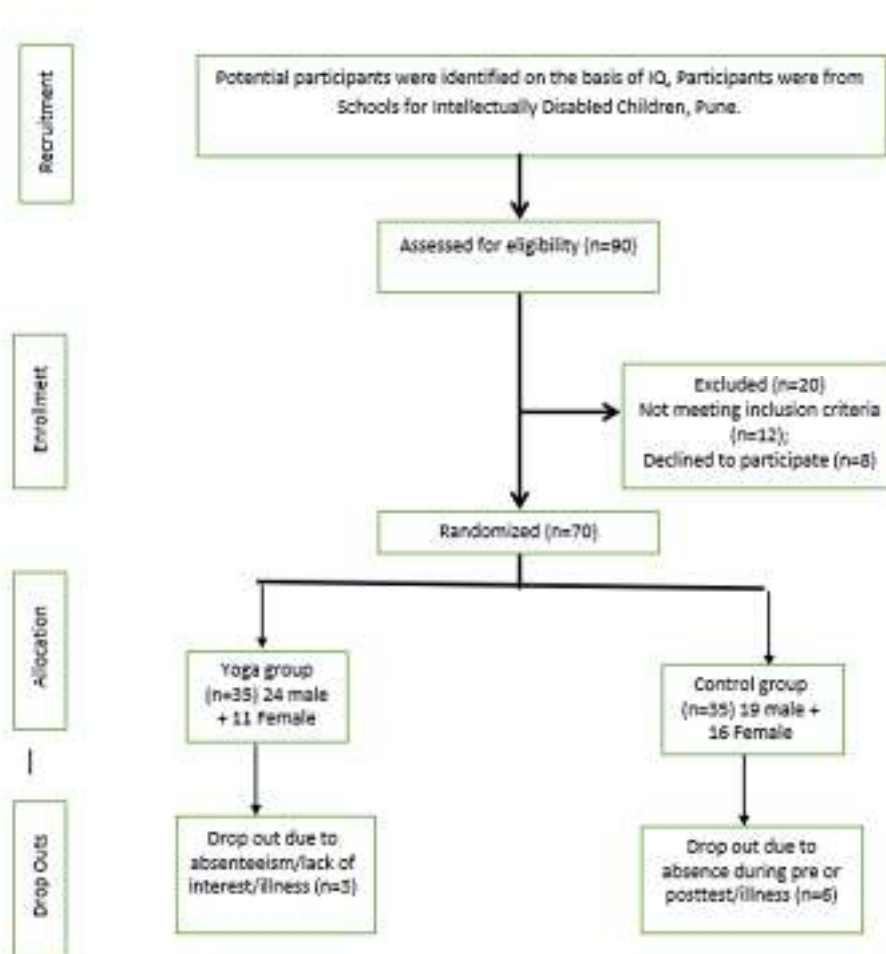 Recruitment
Potential participants were identified on the basis of IQ, Participants were from
Schools for Intellectually Disabled Children, Pune.
Assessed for eligibility (n=90)
Enrollment
Excluded (n=20)
Not meeting inclusion criteria
(n=12);
Declined to participate (n=8)
Randomized (n=70)
Allocation
Yoga group
(n=35) 24 male
+ 11 Female
Control group
(n=35) 19 male +
16 Female
Drop Outs
Drop out due to
absenteeism/lack of
interest/illness (n=3)
Drop out due to
absence during pre or
posttest/illness (n=6)